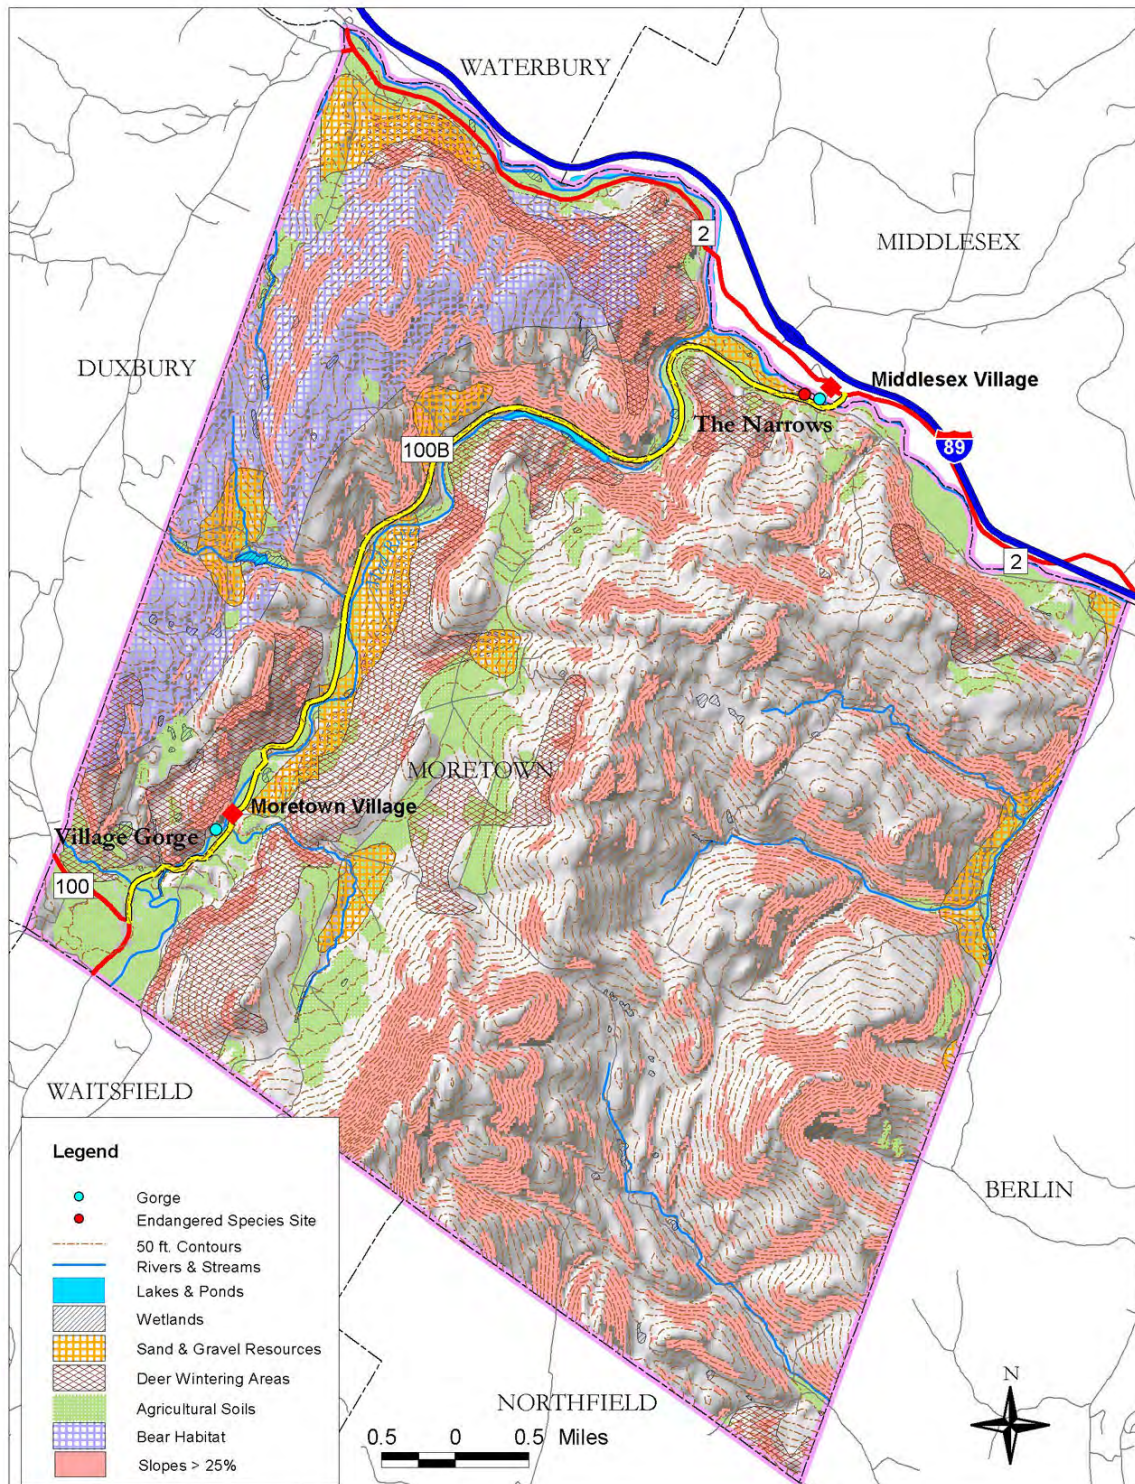 WATERBURY
2
MIDDLESEX
DUXBURY
Middlesex Village
The Narrows
100B
89
2
MORETOWN
Moretown Village
Village Gorge
100
WAITSFIELD
BERLIN
NORTHFIELD
Legend
Gorge
Endangered Species Site
50 ft. Contours
Rivers & Streams
Lakes & Ponds
Wetlands
Sand & Gravel Resources
Deer Wintering Areas
Agricultural Soils
Bear Habitat
Slopes > 25%
0.5 0 0.5 Miles
N